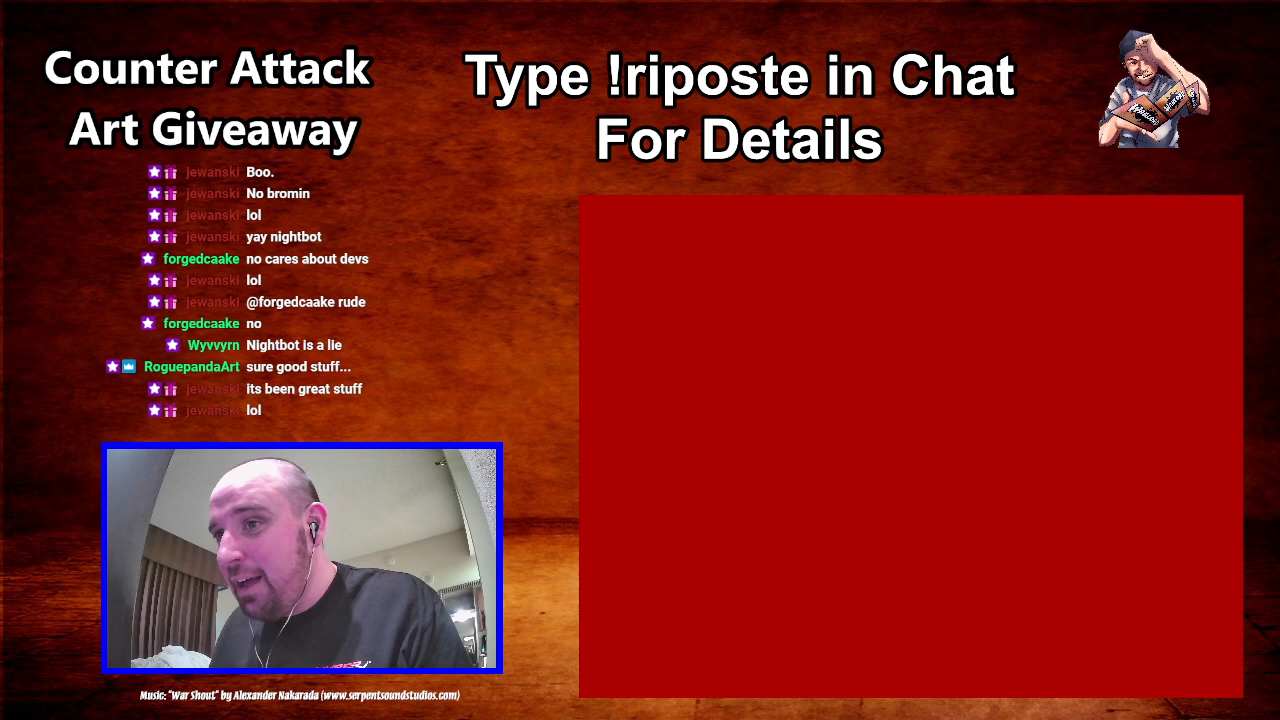 Counter Attack
Art Giveaway
Type !riposte in Chat
For Details
jewanski Boo.
jewanski No bromin
jewanski lol
jewanski yay nightbot
forgedcaake no cares about devs
jewanski lol
jewanski @forgedcaake rude
forgedcaake no
Wyvvyrn Nightbot is a lie
RoguepandaArt sure good stuff...
jewanski its been great stuff
jewanski lol
Music: "War Shout" by Alexander Nakarada (www.serpentsoundstudios.com)